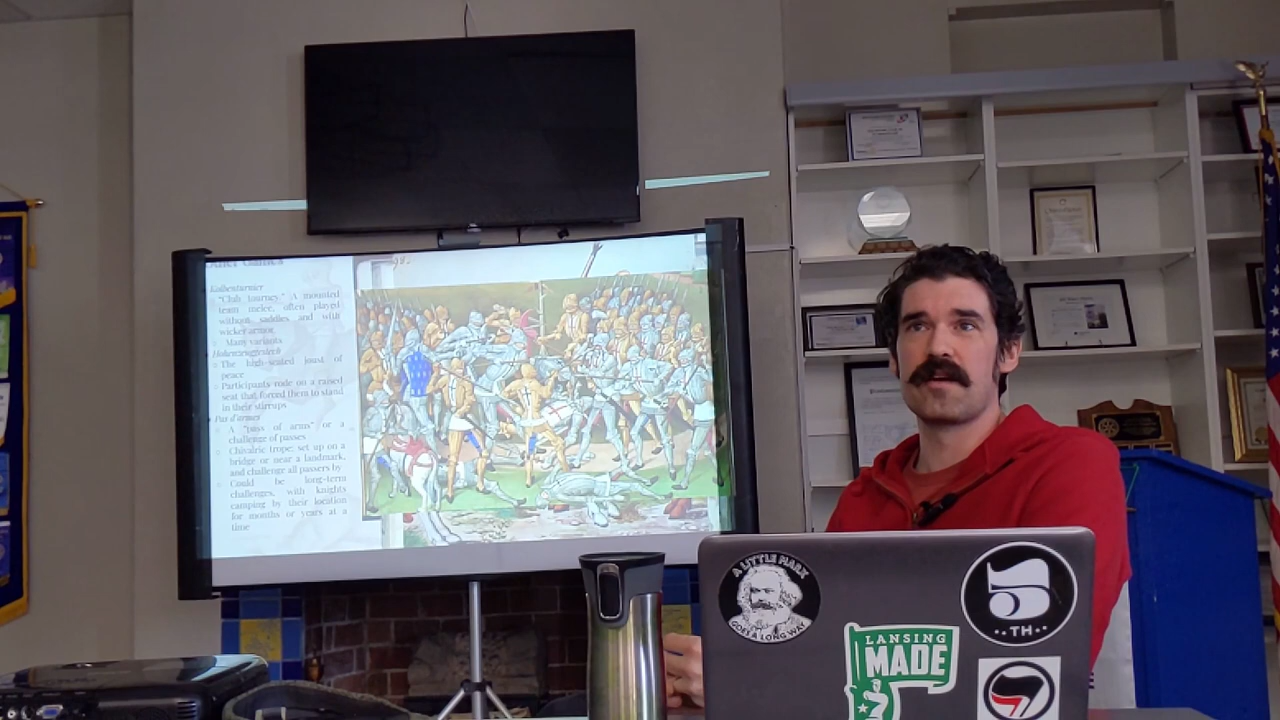 Other Games
Kolbenturnier
"Club tourney." A mounted
team melee, often played
without saddles and with
wicker armor
Many variants
Hohenzeuggestech
The high-seated joust of
peace
Participants rode on a raised
seat that forced them to stand
in their stirrups
Pas d'armes
A "pass of arms" or a
challenge of passes
Chivalric trope: set up on a
bridge or near a landmark,
and challenge all passers by
Could be long-term
challenges, with knights
camping by their location
for months or years at a
time
A LITTLE MARX
GOES A LONG WAY
LANSING
MADE
5
TH